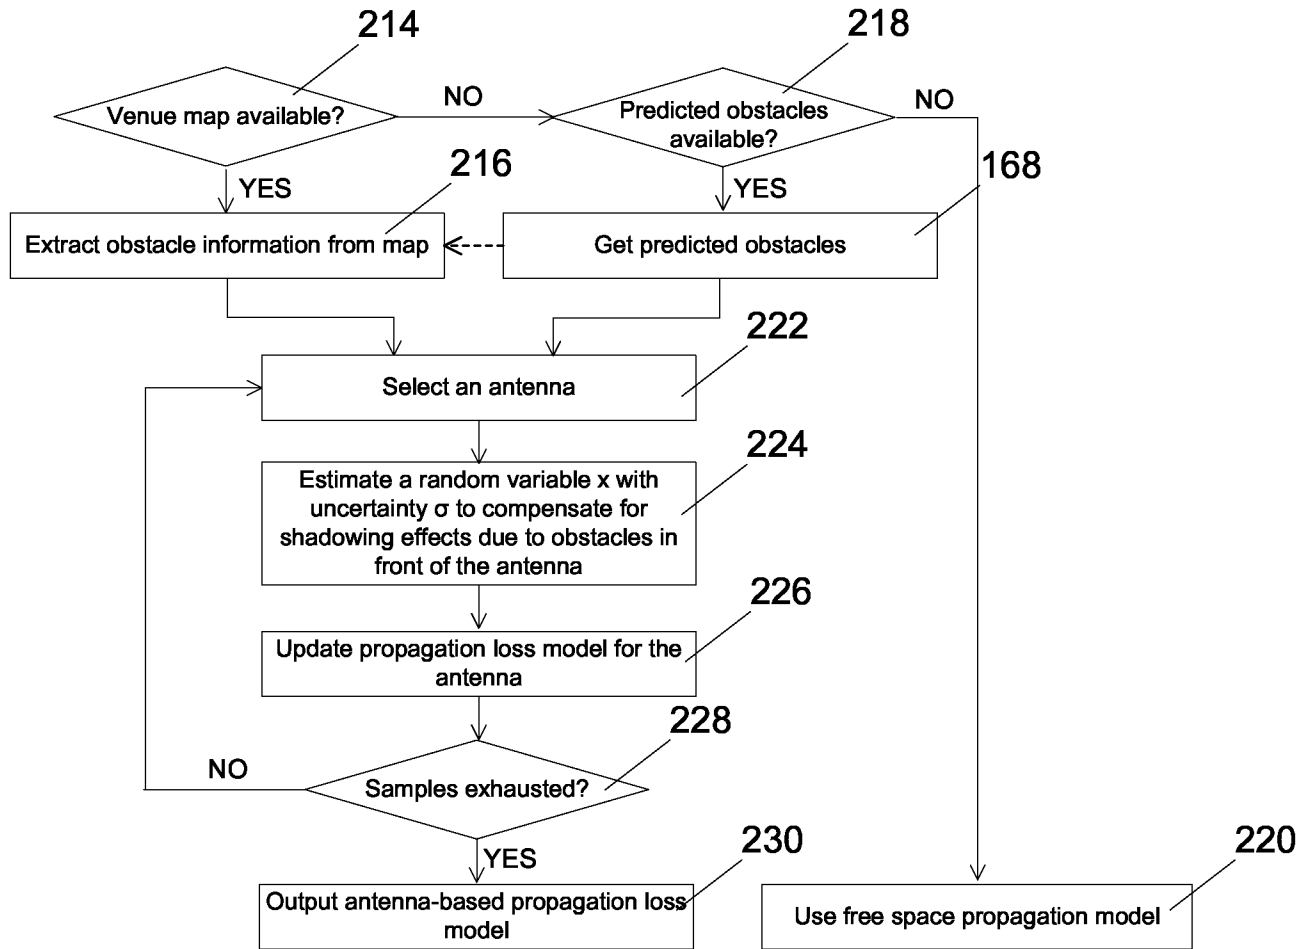 214
218
Venue map available?
NO
Predicted obstacles
available?
NO
YES
216
YES
168
Extract obstacle information from map
Get predicted obstacles
222
Select an antenna
224
Estimate a random variable x with
uncertainty σ to compensate for
shadowing effects due to obstacles in
front of the antenna
226
Update propagation loss model for the
antenna
228
NO
Samples exhausted?
YES
230
220
Output antenna-based propagation loss
model
Use free space propagation model